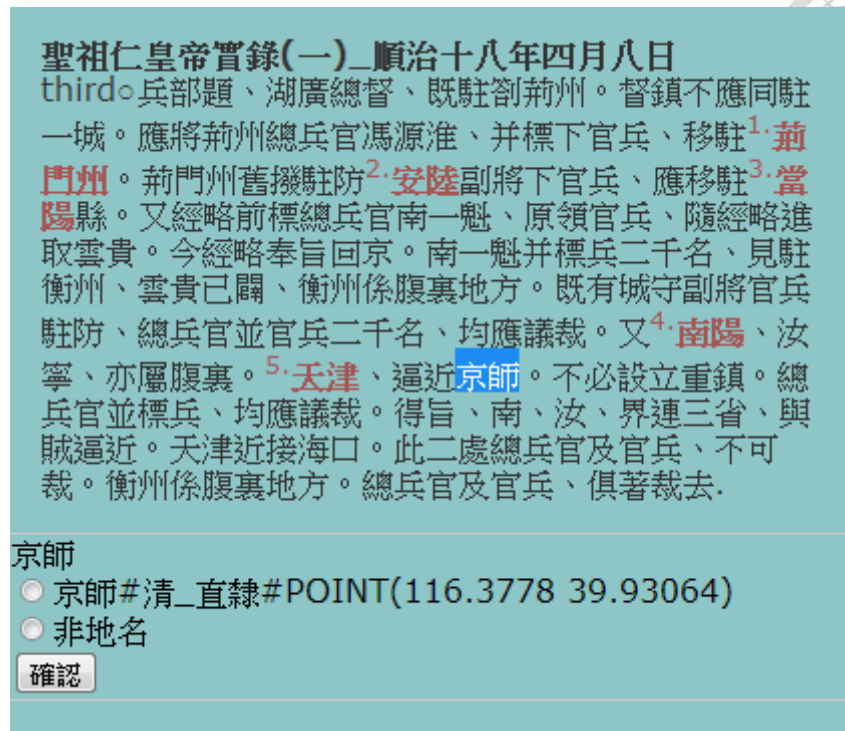 聖祖仁皇帝實錄(一)_順治十八年四月八日
third○兵部題、湖廣總督、既駐劄荊州。督鎮不應同駐
一城。應將荊州總兵官馮源淮、并標下官兵、移駐1.荊
門州。荊門州舊撥駐防2.安陸副將下官兵、應移駐3.當
陽縣。又經略前標總兵官南一魁、原領官兵、隨經略進
取雲貴。今經略奉旨回京。南一魁并標兵二千名、見駐
衡州、雲貴已闢、衡州係腹裏地方。既有城守副將官兵
駐防、總兵官並官兵二千名、均應議裁。又4.南陽、汝
寧、亦屬腹裏。5.天津、逼近京師。不必設立重鎮。總
兵官並標兵、均應議裁。得旨、南、汝、界連三省、與
賊逼近。天津近接海口。此二處總兵官及官兵、不可
裁。衡州係腹裏地方。總兵官及官兵、俱著裁去.
京師
京師#清_直隸#POINT(116.3778 39.93064)
非地名
確認